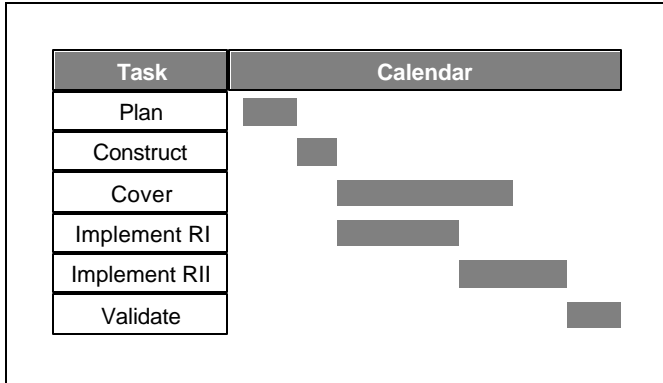 Task Calendar
Plan
Construct
Cover
Implement RI
Implement RII
Validate